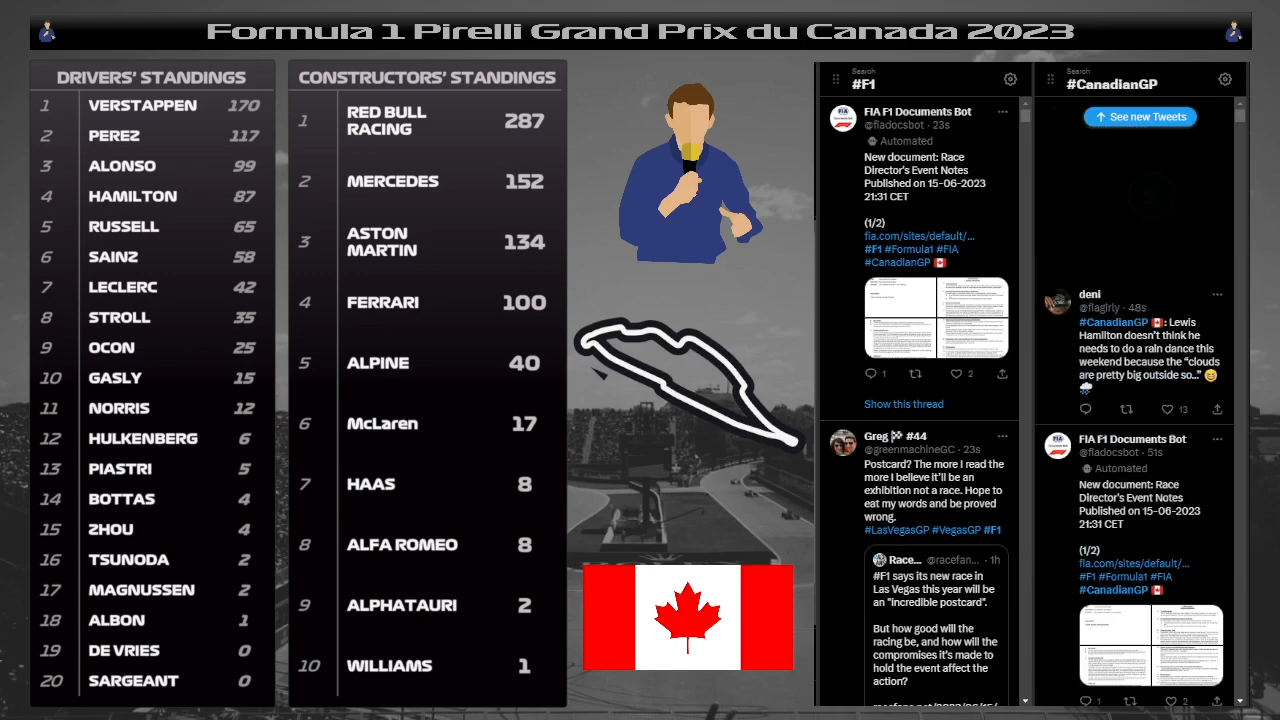 Formula 1 Pirelli Grand Prix du Canada 2023
DRIVERS' STANDINGS
1 VERSTAPPEN 170
2 PEREZ 117
3 ALONSO 99
4 HAMILTON 87
5 RUSSELL 65
6 SAINZ 58
7 LECLERC
8 STROLL
9 OCON
10 GASLY 15
11 NORRIS 12
12 HULKENBERG 6
13 PIASTRI 5
14 BOTTAS 4
15 ZHOU 4
16 TSUNODA 2
17 MAGNUSSEN 2
18 ALBON 1
19 DE VRIES 0
20 SARGEANT 0
CONSTRUCTORS' STANDINGS
1 RED BULL
RACING 287
2 MERCEDES 152
3 ASTON
MARTIN 134
4 FERRARI 100
5 ALPINE 40
6 McLaren 17
7 HAAS 8
8 ALFA ROMEO 8
9 ALPHATAURI 2
10 WILLIAMS 1
Search
#F1
FIA F1 Documents Bot
@fiadocsbot · 23s
Automated
New document: Race
Director's Event Notes
Published on 15-06-2023
21:31 CET
(1/2)
fia.com/sites/default/...
#F1 #Formula1 #FIA
#CanadianGP
1 2
Show this thread
Greg #44
@greenmachineGC · 23s
Postcard? The more I read the
more I believe it'll be an
exhibition not a race. Hope to
eat my words and be proved
wrong.
#LasVegasGP #VegasGP #F1
Race... @racefan... · 1h
#F1 says its new race in
Las Vegas this year will be
an "incredible postcard".
But how good will the
racing be, and how will the
compromises it's made to
hold the event affect the
Search
#CanadianGP
See new Tweets
deni
@flaglfty · 48s
#CanadianGP : Lewis
Hamilton doesn't think he
needs to do a rain dance this
weekend because the "clouds
are pretty big outside so..."
13
FIA F1 Documents Bot
@fiadocsbot · 51s
Automated
New document: Race
Director's Event Notes
Published on 15-06-2023
21:31 CET
(1/2)
fia.com/sites/default/...
#F1 #Formula1 #FIA
#CanadianGP
1 2